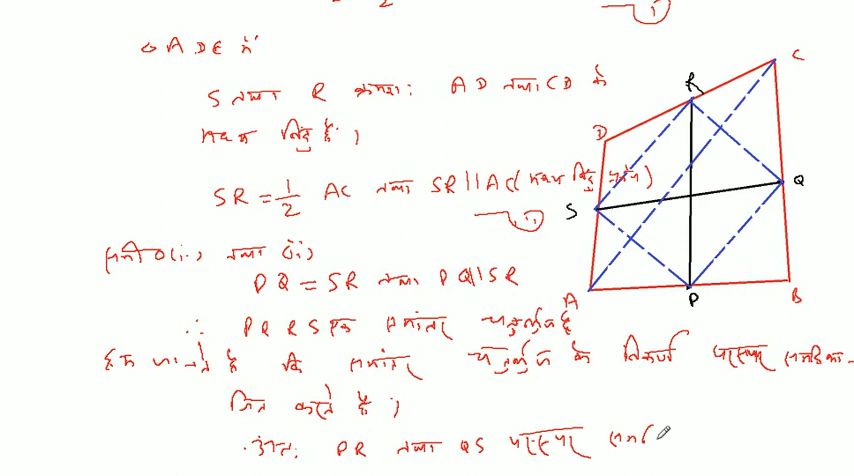 2
△ADC में
S तथा R क्रमशः AD तथा CD के
मध्य बिंदु है।
SR = 1/2 AC तथा SR || AC (मध्य बिंदु प्रमेय)
समी० (i) तथा (ii)
PQ = SR तथा PQ || SR
∴ PQRS एक समांतर चतुर्भुज है
हम जानते है कि समांतर चतुर्भुज के विकर्ण परस्पर समद्विभा-
जित करते है।
अतः PR तथा QS परस्पर समद्वि
C
R
D
Q
S
A
P
B